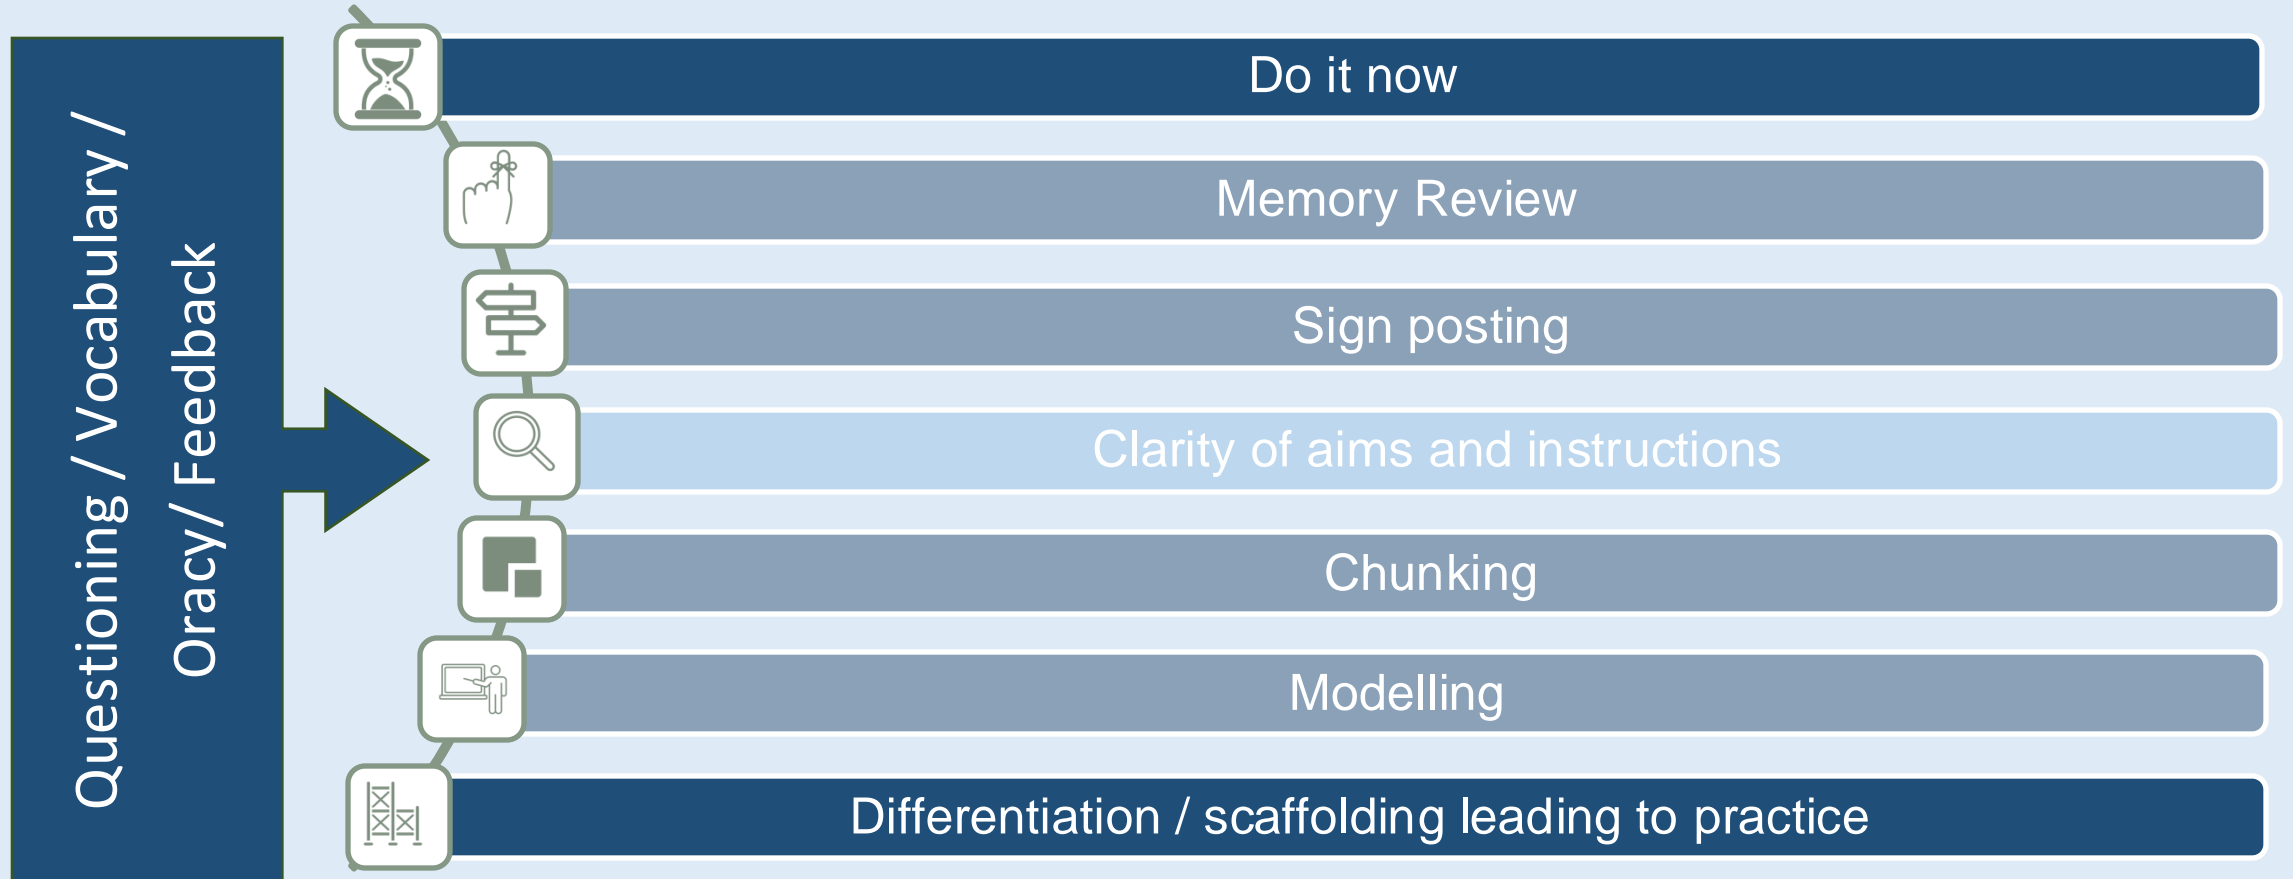 Questioning / Vocabulary /
Oracy/ Feedback
Do it now
Memory Review
Sign posting
Clarity of aims and instructions
Chunking
Modelling
Differentiation / scaffolding leading to practice